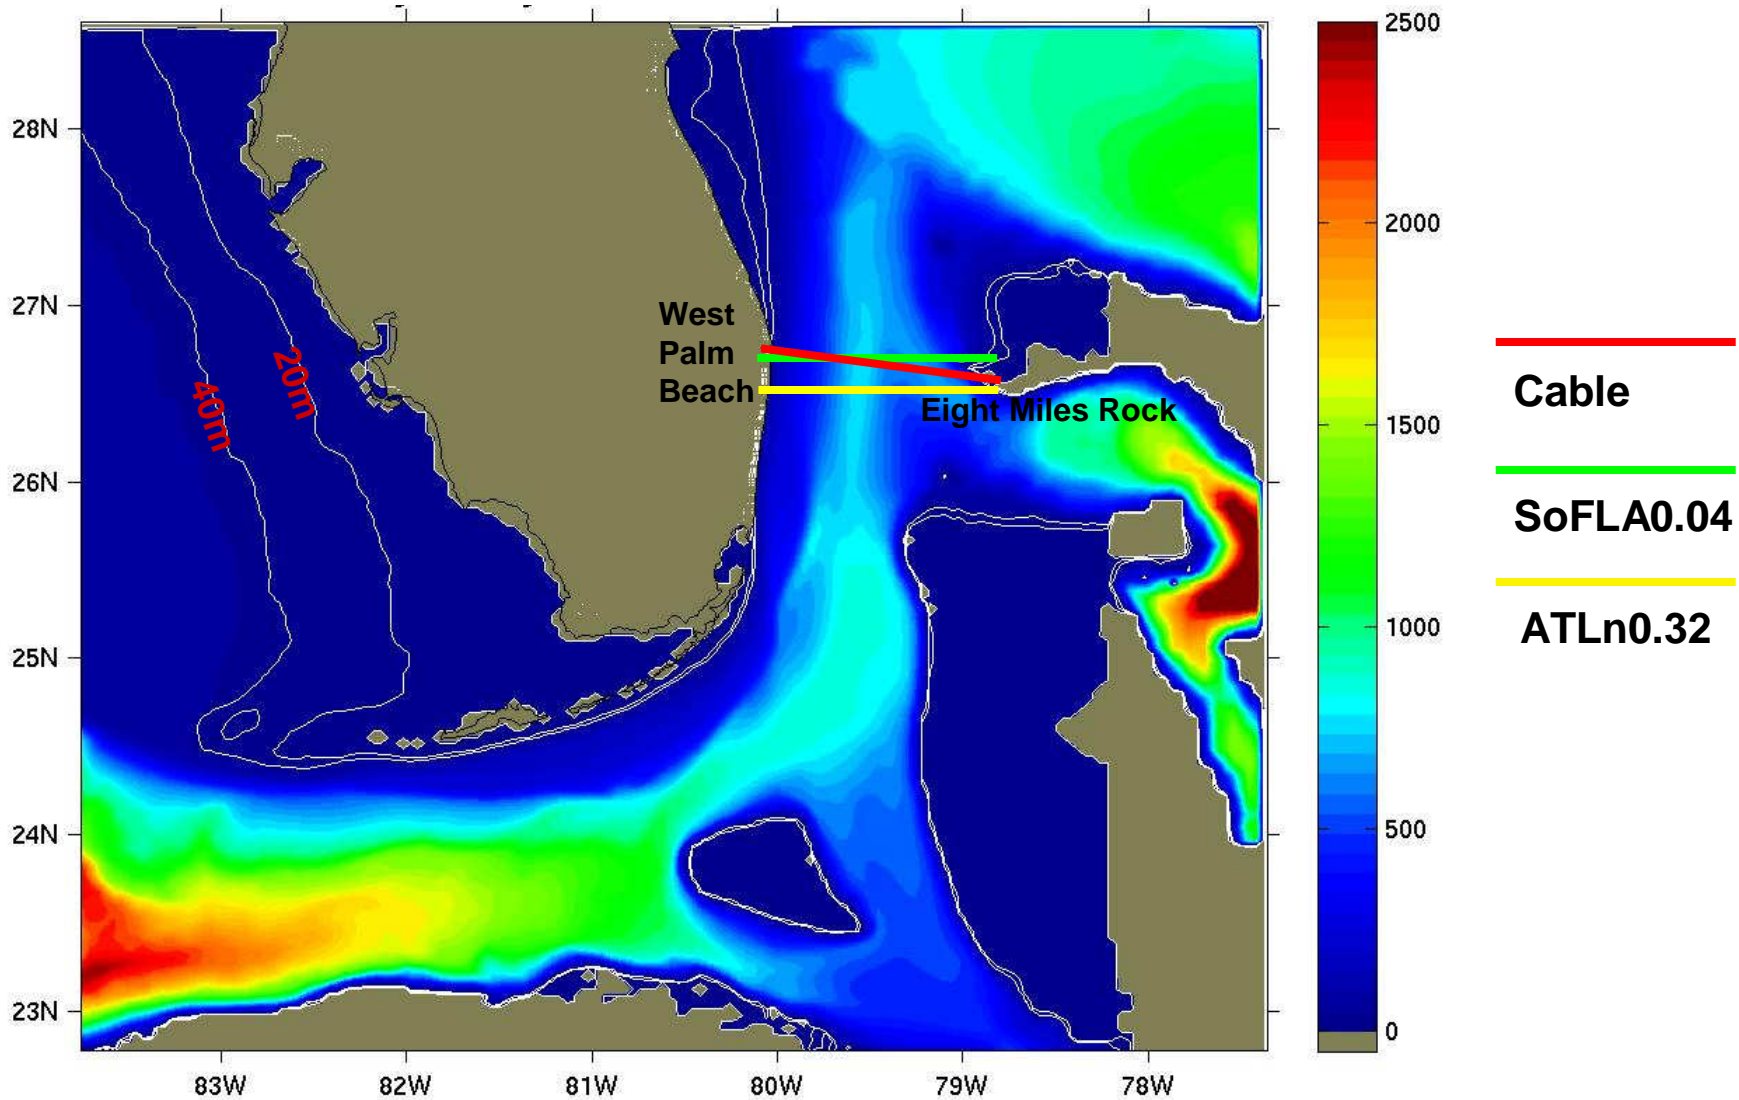 28N
27N
26N
25N
24N
23N
83W
82W
81W
80W
79W
78W
40m
20m
West
Palm
Beach
Eight Miles Rock
2500
2000
1500
1000
500
0
Cable
SoFLA0.04
ATLn0.32